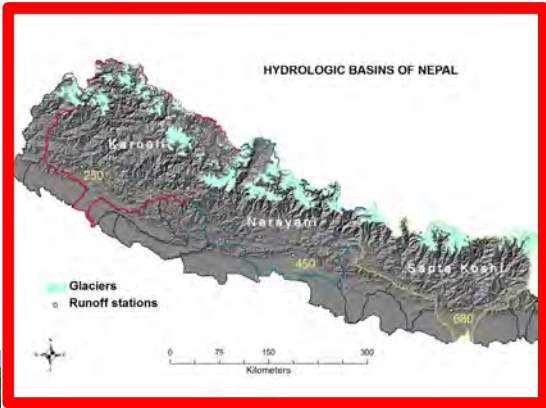 HYDROLOGIC BASINS OF NEPAL
Karnali
250
Narayani
450
Sapta Koshi
680
Glaciers
Runoff stations
0 75 150 300
Kilometers